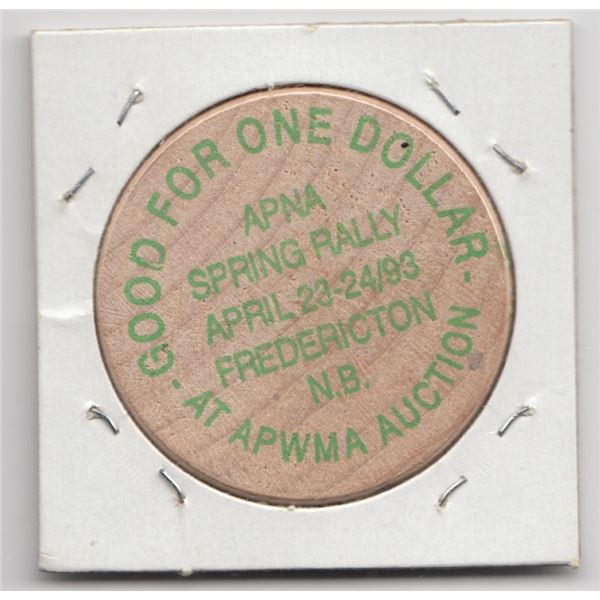 GOOD FOR ONE DOLLAR
APNA
SPRING RALLY
APRIL 23-24/93
FREDERICTON
N.B.
- AT APWMA AUCTION -